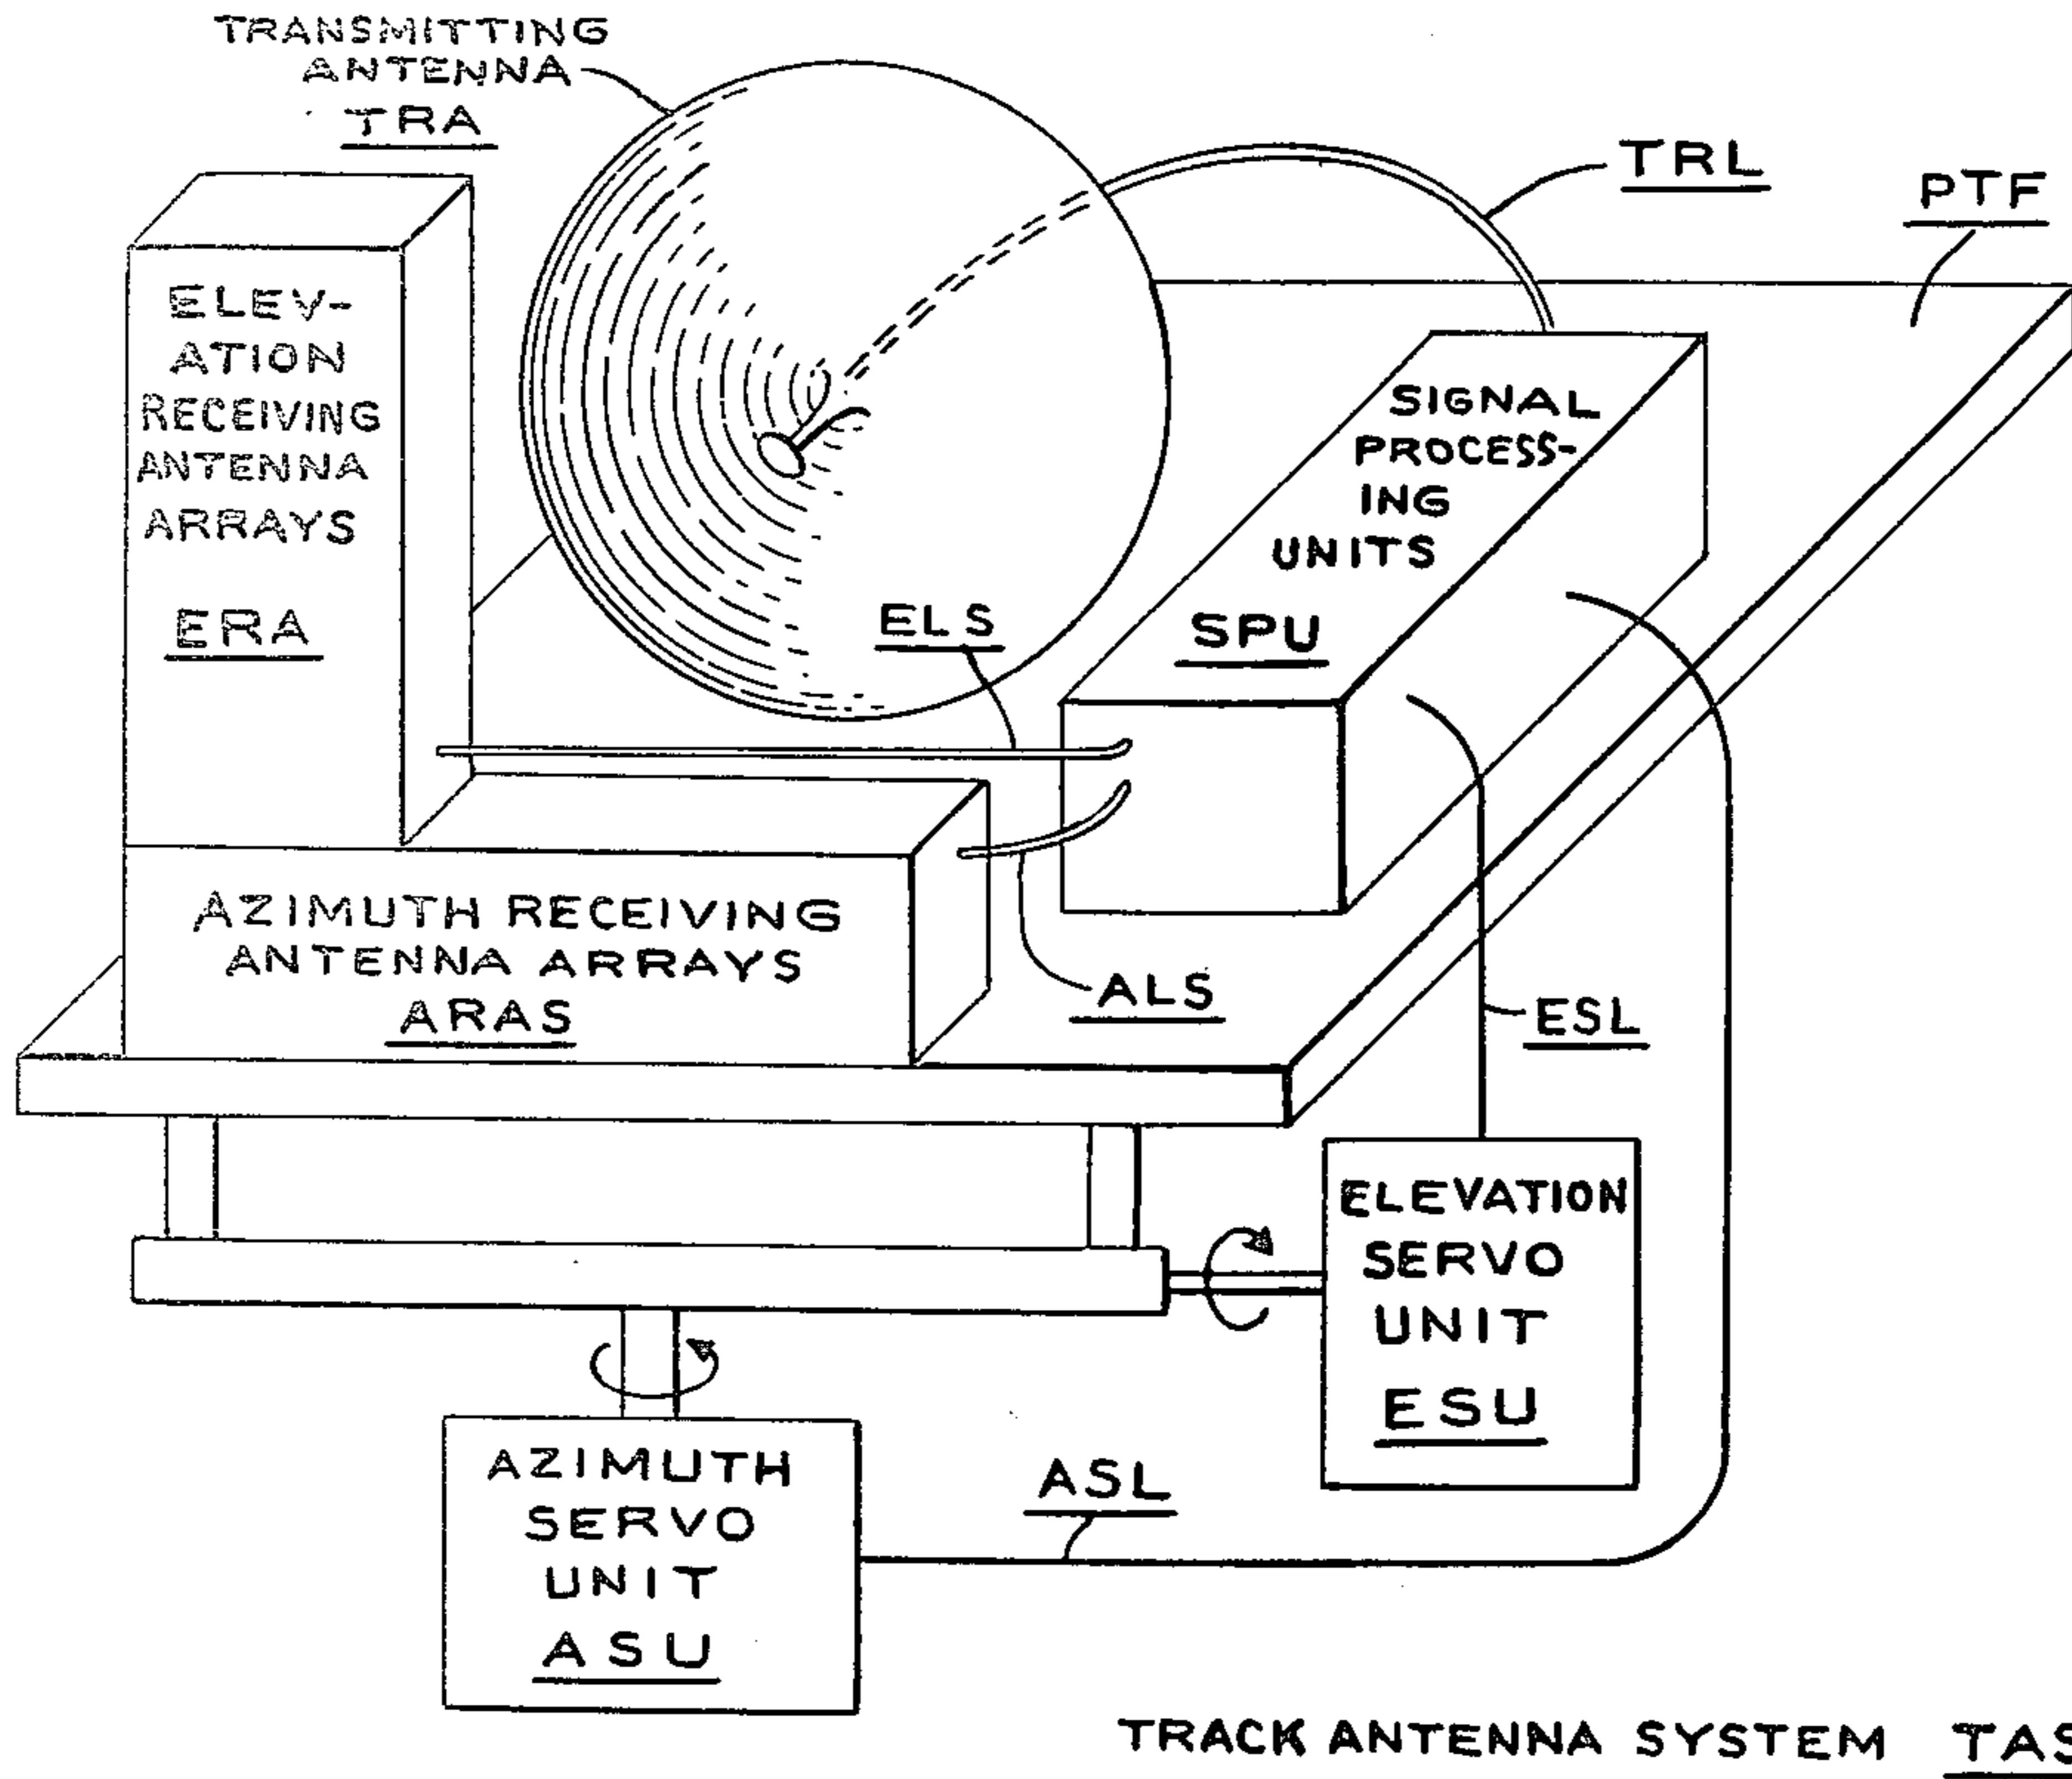 TRANSMITTING
ANTENNA
TRA
TRL
PTF
ELEV-
ATION
RECEIVING
ANTENNA
ARRAYS
ERA
SIGNAL
PROCESS-
ING
UNITS
SPU
ELS
AZIMUTH RECEIVING
ANTENNA ARRAYS
ARAS
ALS
ESL
ELEVATION
SERVO
UNIT
ESU
AZIMUTH
SERVO
UNIT
ASU
ASL
TRACK ANTENNA SYSTEM TAS